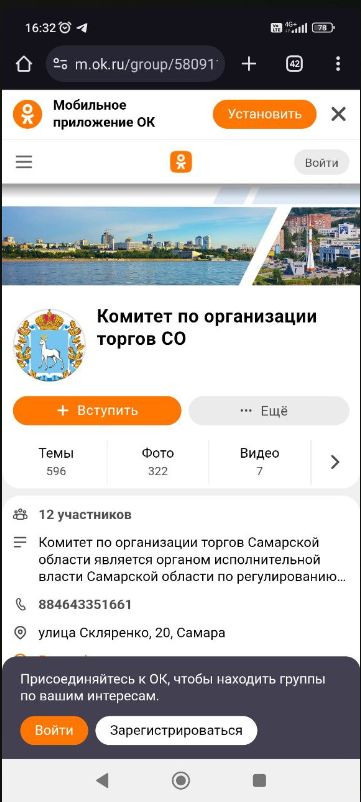 16:32
4G+
78
m.ok.ru/group/58091
42
Мобильное
приложение ОК
Установить
Войти
Комитет по организации
торгов СО
+ Вступить
··· Ещё
Темы
Фото
Видео
596
322
7
12 участников
Комитет по организации торгов Самарской
области является органом исполнительной
власти Самарской области по регулированию...
884643351661
улица Скляренко, 20, Самара
Присоединяйтесь к ОК, чтобы находить группы
по вашим интересам.
Войти
Зарегистрироваться